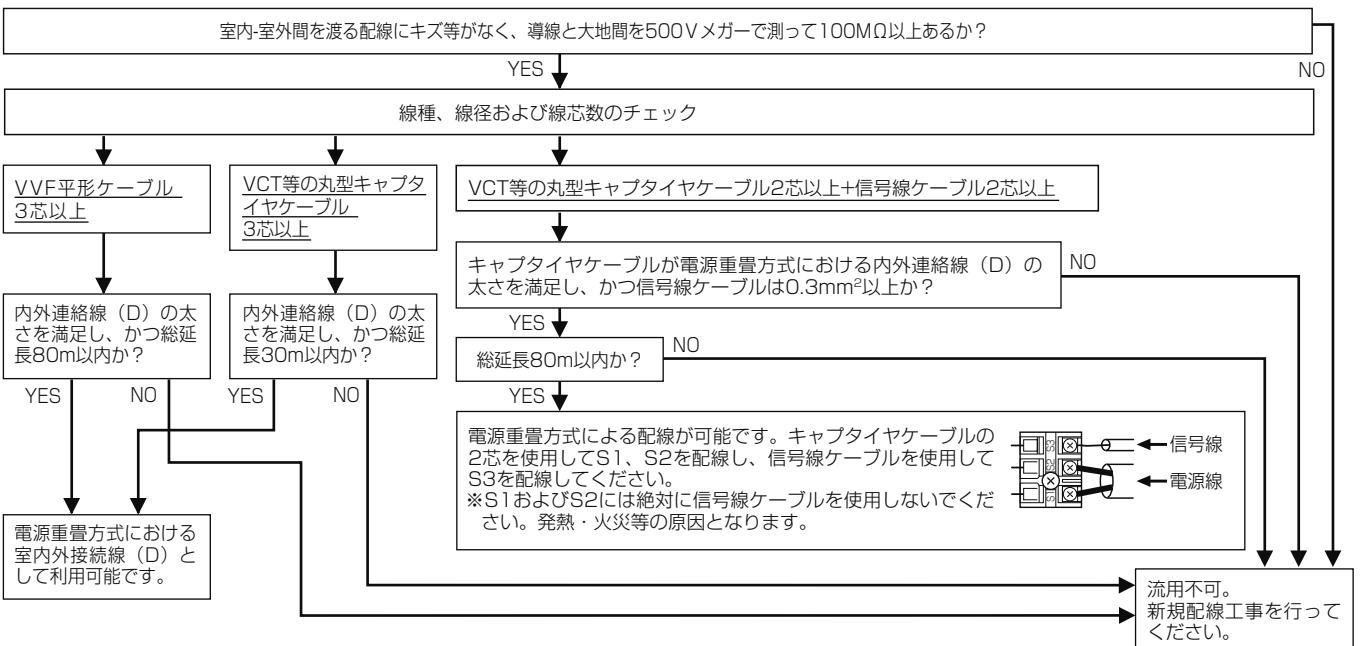 室内-室外間を渡る配線にキズ等がなく、導線と大地間を500Vメガーで測って100MΩ以上あるか?
YES
NO
線種、線径および線芯数のチェック
VVF平形ケーブル
3芯以上
VCT等の丸型キャプタ
イヤケーブル
3芯以上
VCT等の丸型キャプタイヤケーブル2芯以上+信号線ケーブル2芯以上
キャプタイヤケーブルが電源重畳方式における内外連絡線(D)の
太さを満足し、かつ信号線ケーブルは0.3mm²以上か?
NO
YES
内外連絡線(D)の太
さを満足し、かつ総延
長80m以内か?
内外連絡線(D)の太
さを満足し、かつ総延
長30m以内か?
総延長80m以内か?
NO
YES
NO
YES
NO
YES
電源重畳方式による配線が可能です。キャプタイヤケーブルの
2芯を使用してS1、S2を配線し、信号線ケーブルを使用して
S3を配線してください。
※S1およびS2には絶対に信号線ケーブルを使用しないでくだ
さい。発熱・火災等の原因となります。
S3
S2
S1
信号線
電源線
電源重畳方式における
室内外接続線(D)と
して利用可能です。
流用不可。
新規配線工事を行って
ください。